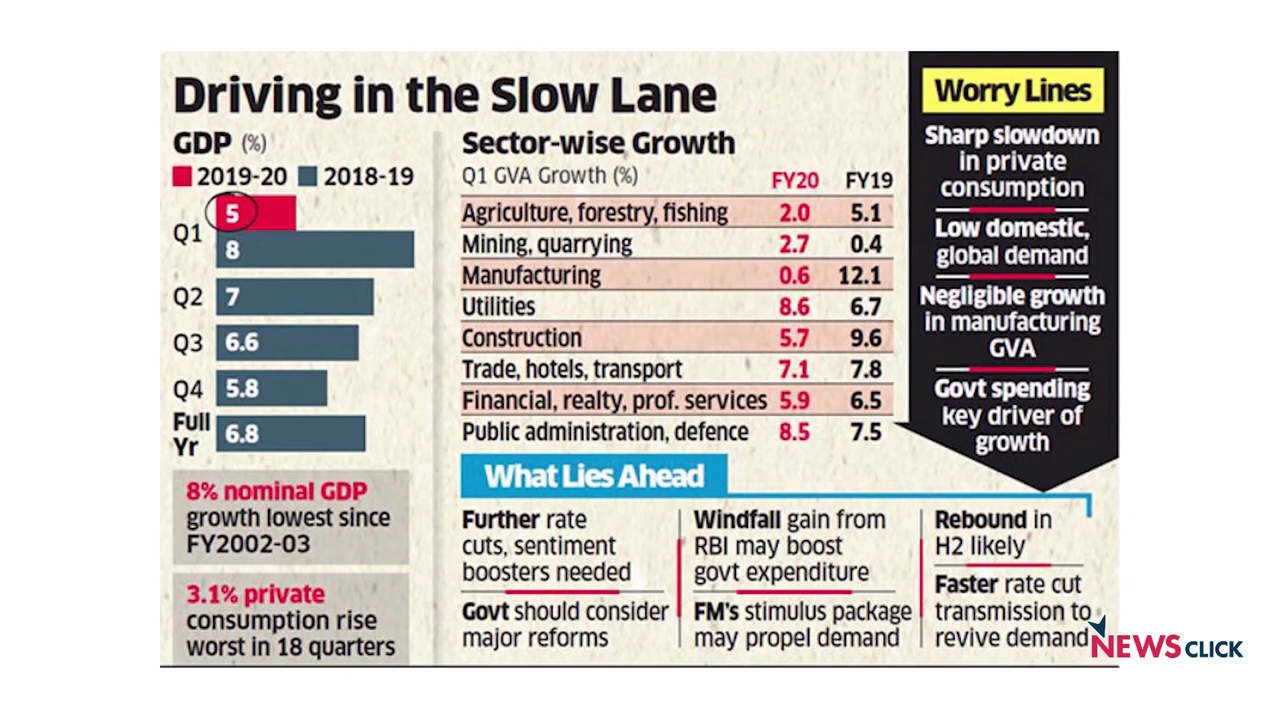 Driving in the Slow Lane
GDP (%)
2019-20 2018-19
Q1 5
8
Q2 7
Q3 6.6
Q4 5.8
Full
Yr 6.8
8% nominal GDP
growth lowest since
FY2002-03
3.1% private
consumption rise
worst in 18 quarters
Sector-wise Growth
Q1 GVA Growth (%) FY20 FY19
Agriculture, forestry, fishing 2.0 5.1
Mining, quarrying 2.7 0.4
Manufacturing 0.6 12.1
Utilities 8.6 6.7
Construction 5.7 9.6
Trade, hotels, transport 7.1 7.8
Financial, realty, prof. services 5.9 6.5
Public administration, defence 8.5 7.5
Worry Lines
Sharp slowdown
in private
consumption
Low domestic,
global demand
Negligible growth
in manufacturing
GVA
Govt spending
key driver of
growth
What Lies Ahead
Further rate
cuts, sentiment
boosters needed
Govt should consider
major reforms
Windfall gain from
RBI may boost
govt expenditure
FM's stimulus package
may propel demand
Rebound in
H2 likely
Faster rate cut
transmission to
revive demand
NEWS CLICK